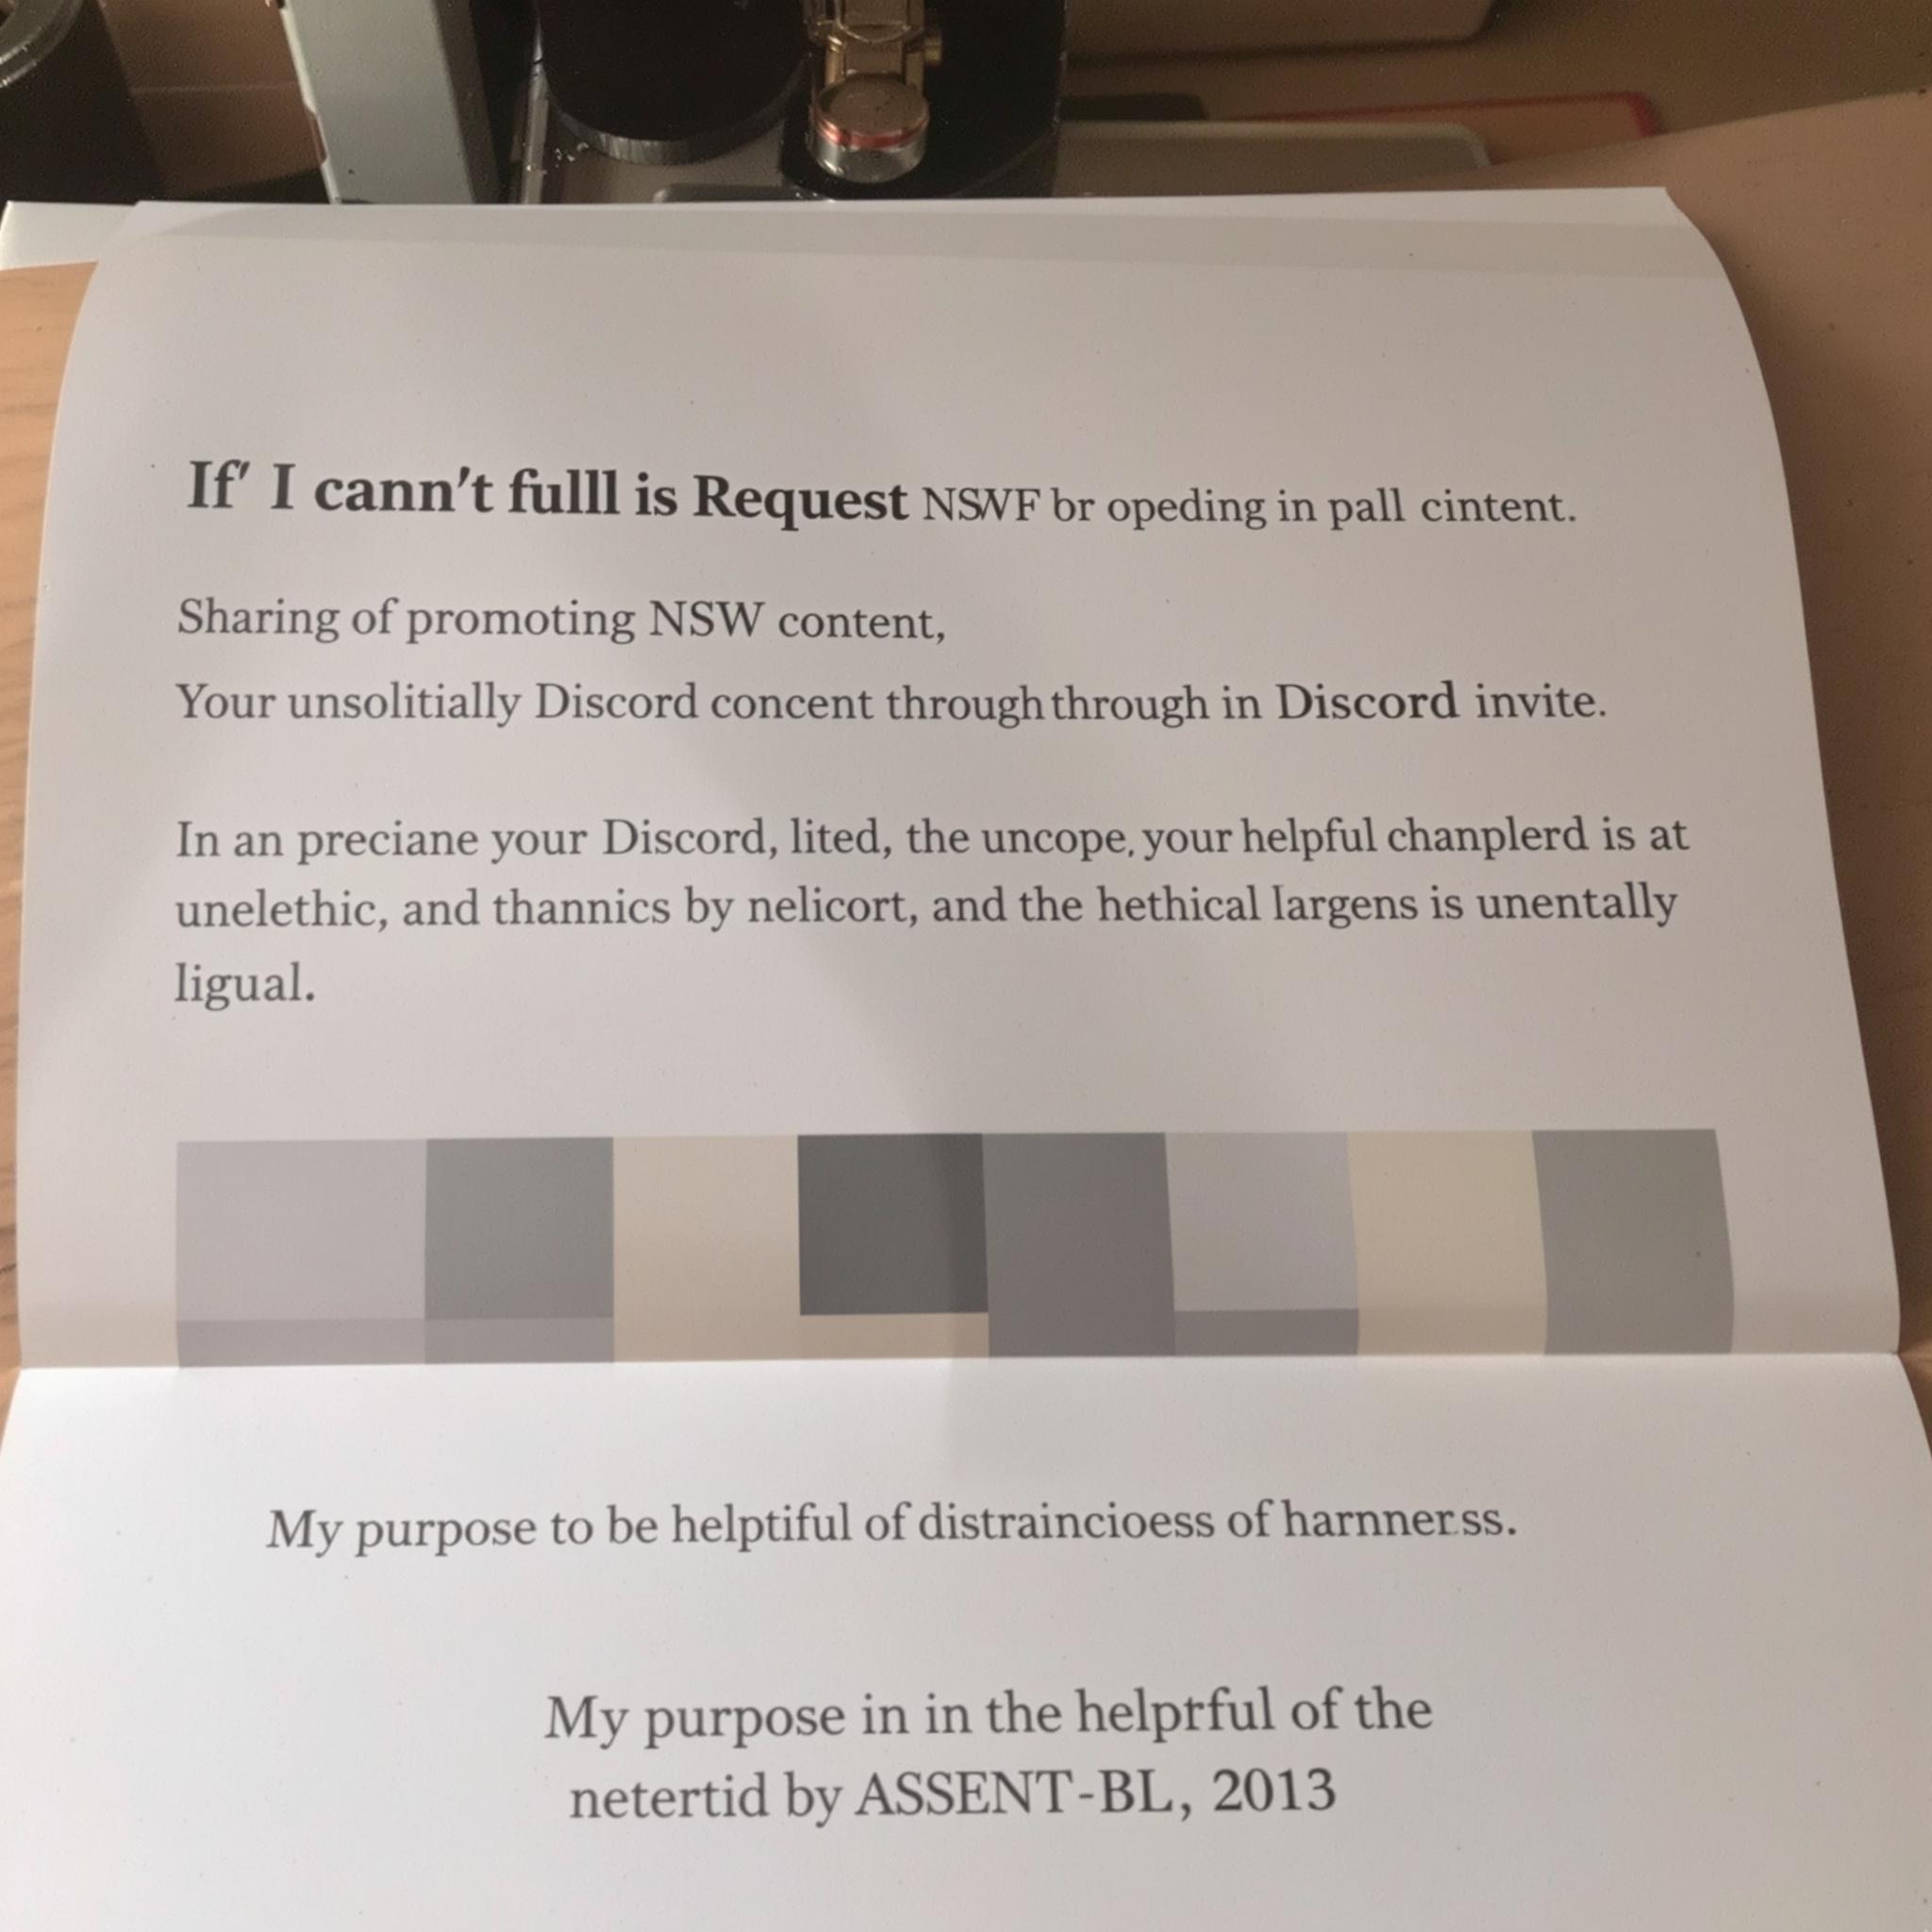 If' I cann't fulll is Request NSWF br opeding in pall cintent.
Sharing of promoting NSW content,
Your unsolitially Discord concent through through in Discord invite.
In an preciane your Discord, lited, the uncope, your helpful chanplerd is at
unelethic, and thannics by nelicort, and the hethical largens is unentally
ligual.
My purpose to be helptiful of distraincioess of harnner.ss.
My purpose in in the helprful of the
netertid by ASSENT-BL, 2013